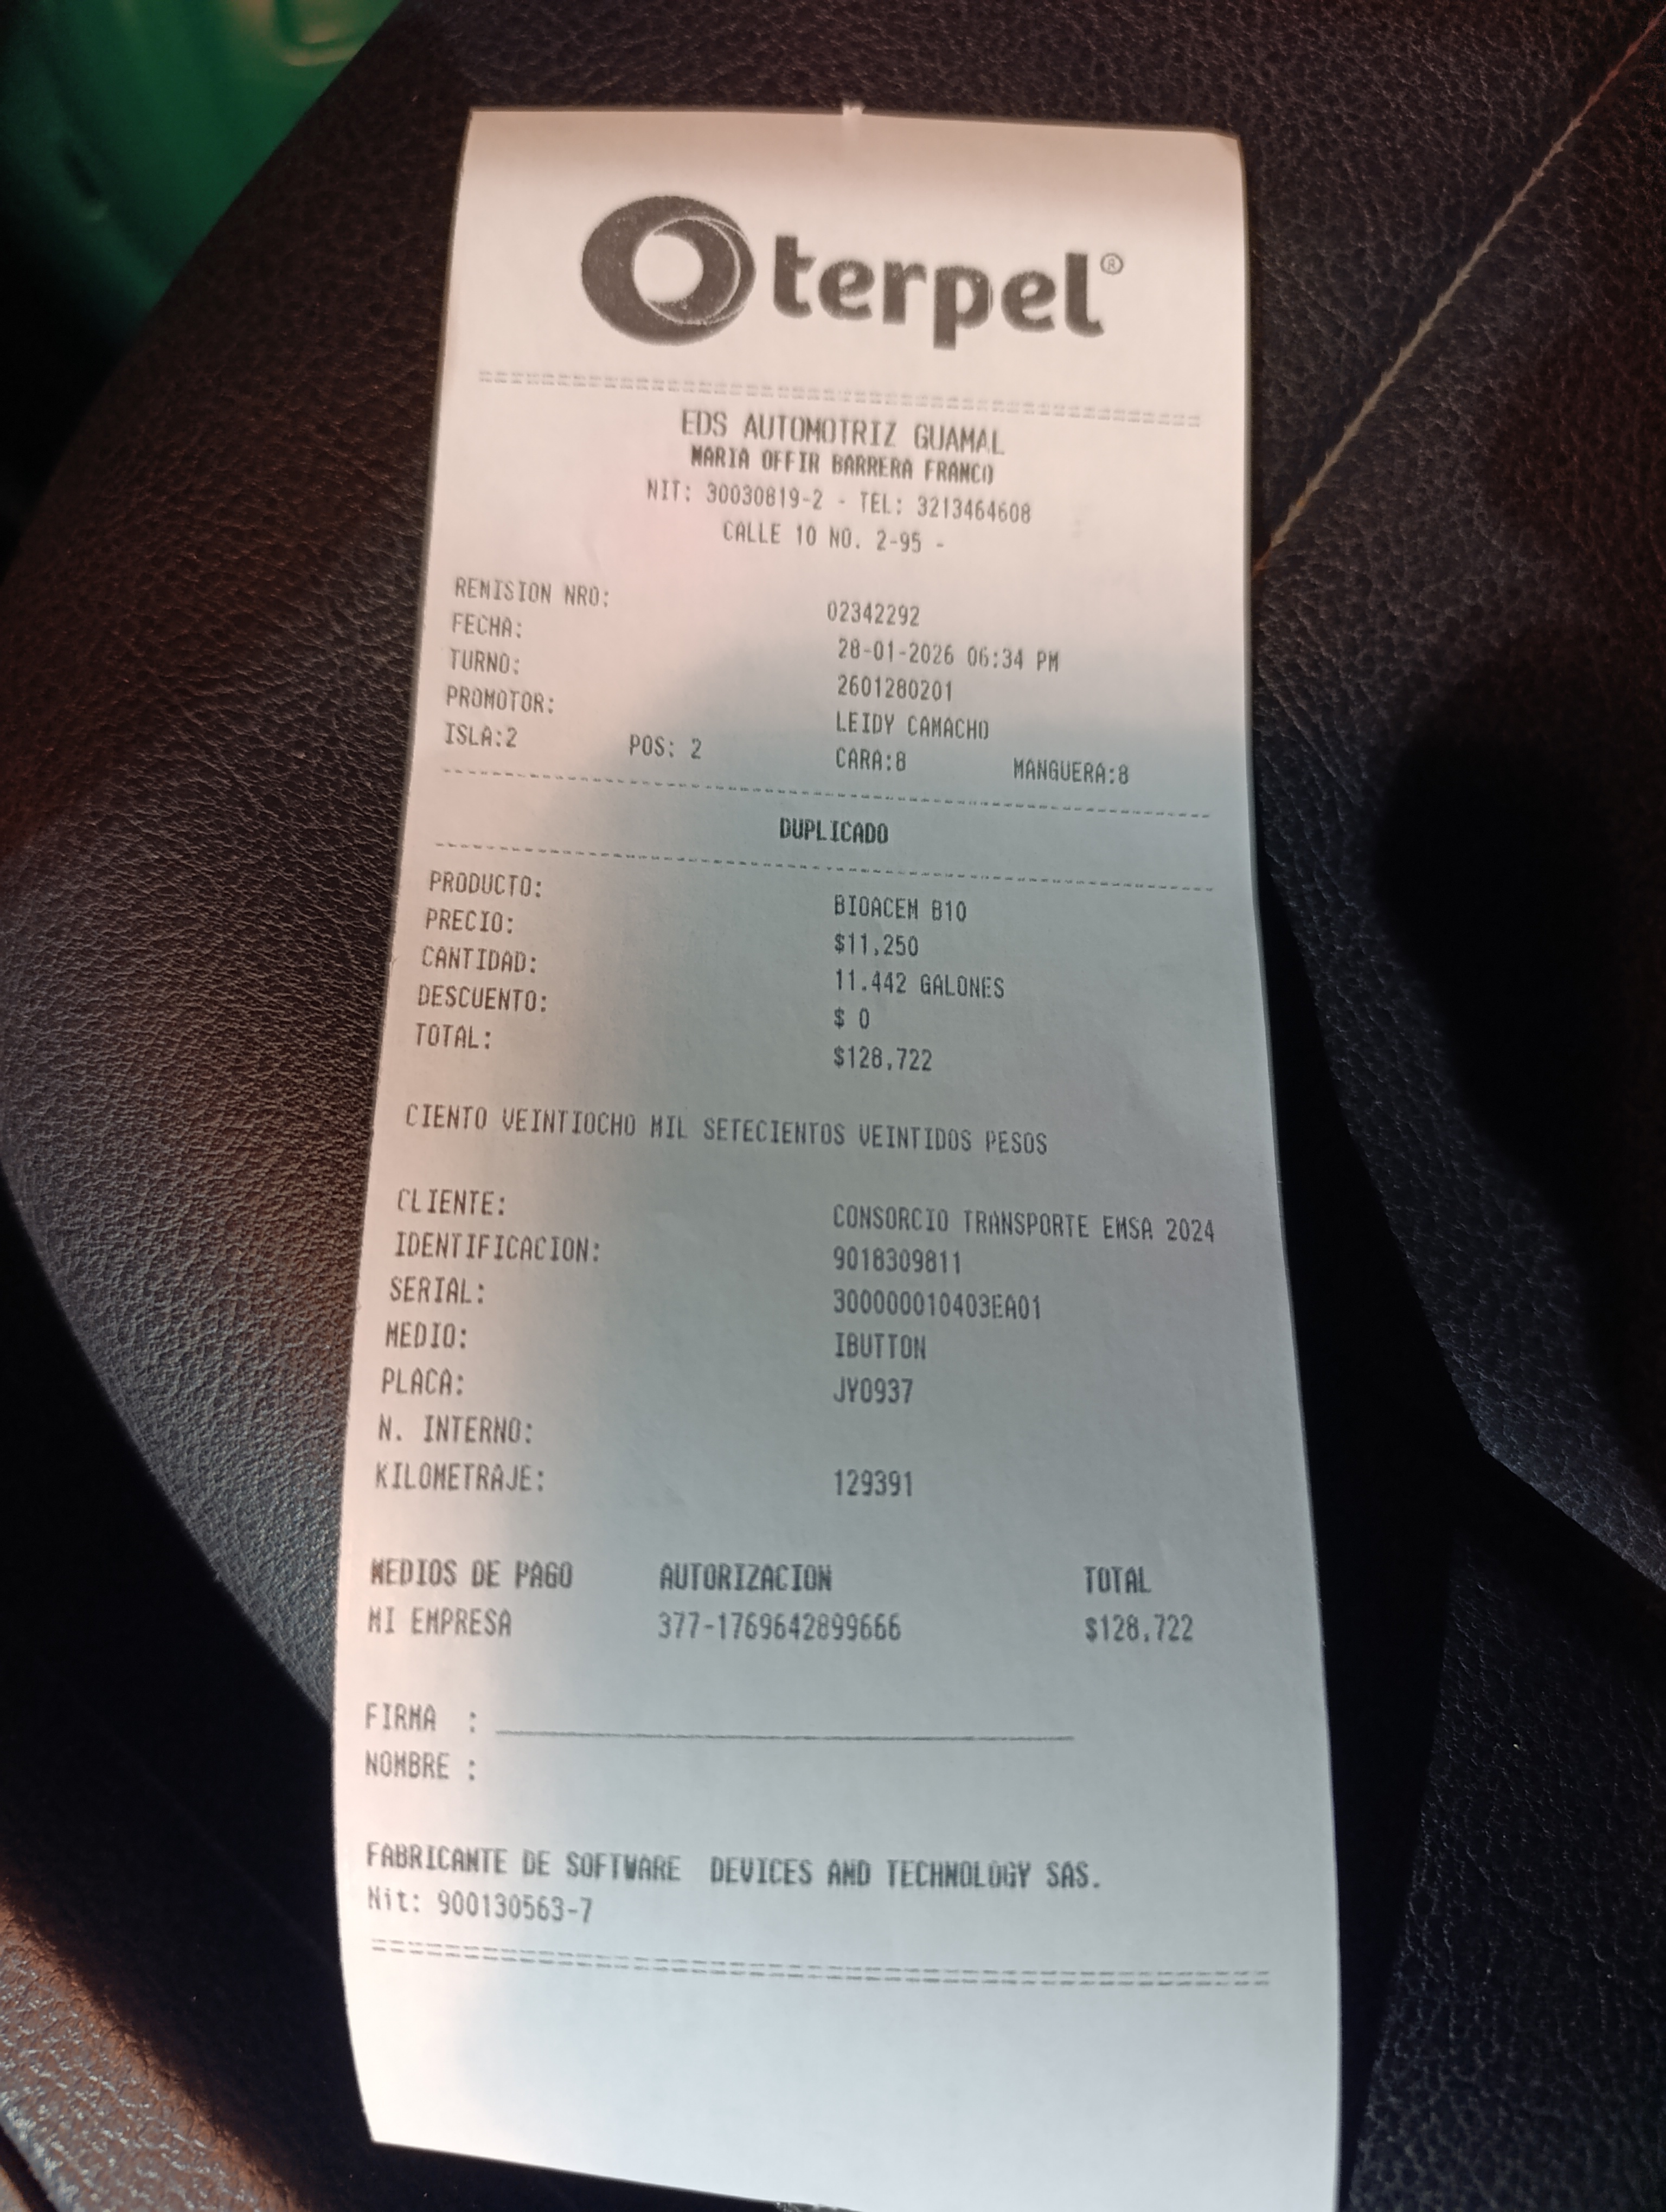 terpel®
EDS AUTOMOTRIZ GUAMAL
MARIA OFFIR BARRERA FRANCO
NIT: 30030819-2 - TEL: 3213464608
CALLE 10 NO. 2-95 -
REMISION NRO: 02342292
FECHA: 28-01-2026 06:34 PM
TURNO: 2601280201
PROMOTOR: LEIDY CAMACHO
ISLA:2 POS: 2 CARA:8 MANGUERA:8
DUPLICADO
PRODUCTO: BIOACEM B10
PRECIO: $11,250
CANTIDAD: 11.442 GALONES
DESCUENTO: $ 0
TOTAL: $128,722
CIENTO VEINTIOCHO MIL SETECIENTOS VEINTIDOS PESOS
CLIENTE: CONSORCIO TRANSPORTE EMSA 2024
IDENTIFICACION: 9018309811
SERIAL: 300000010403EA01
MEDIO: IBUTTON
PLACA: JYO937
N. INTERNO:
KILOMETRAJE: 129391
MEDIOS DE PAGO AUTORIZACION TOTAL
MI EMPRESA 377-1769642899666 $128,722
FIRMA :
NOMBRE :
FABRICANTE DE SOFTWARE DEVICES AND TECHNOLOGY SAS.
Nit: 900130563-7